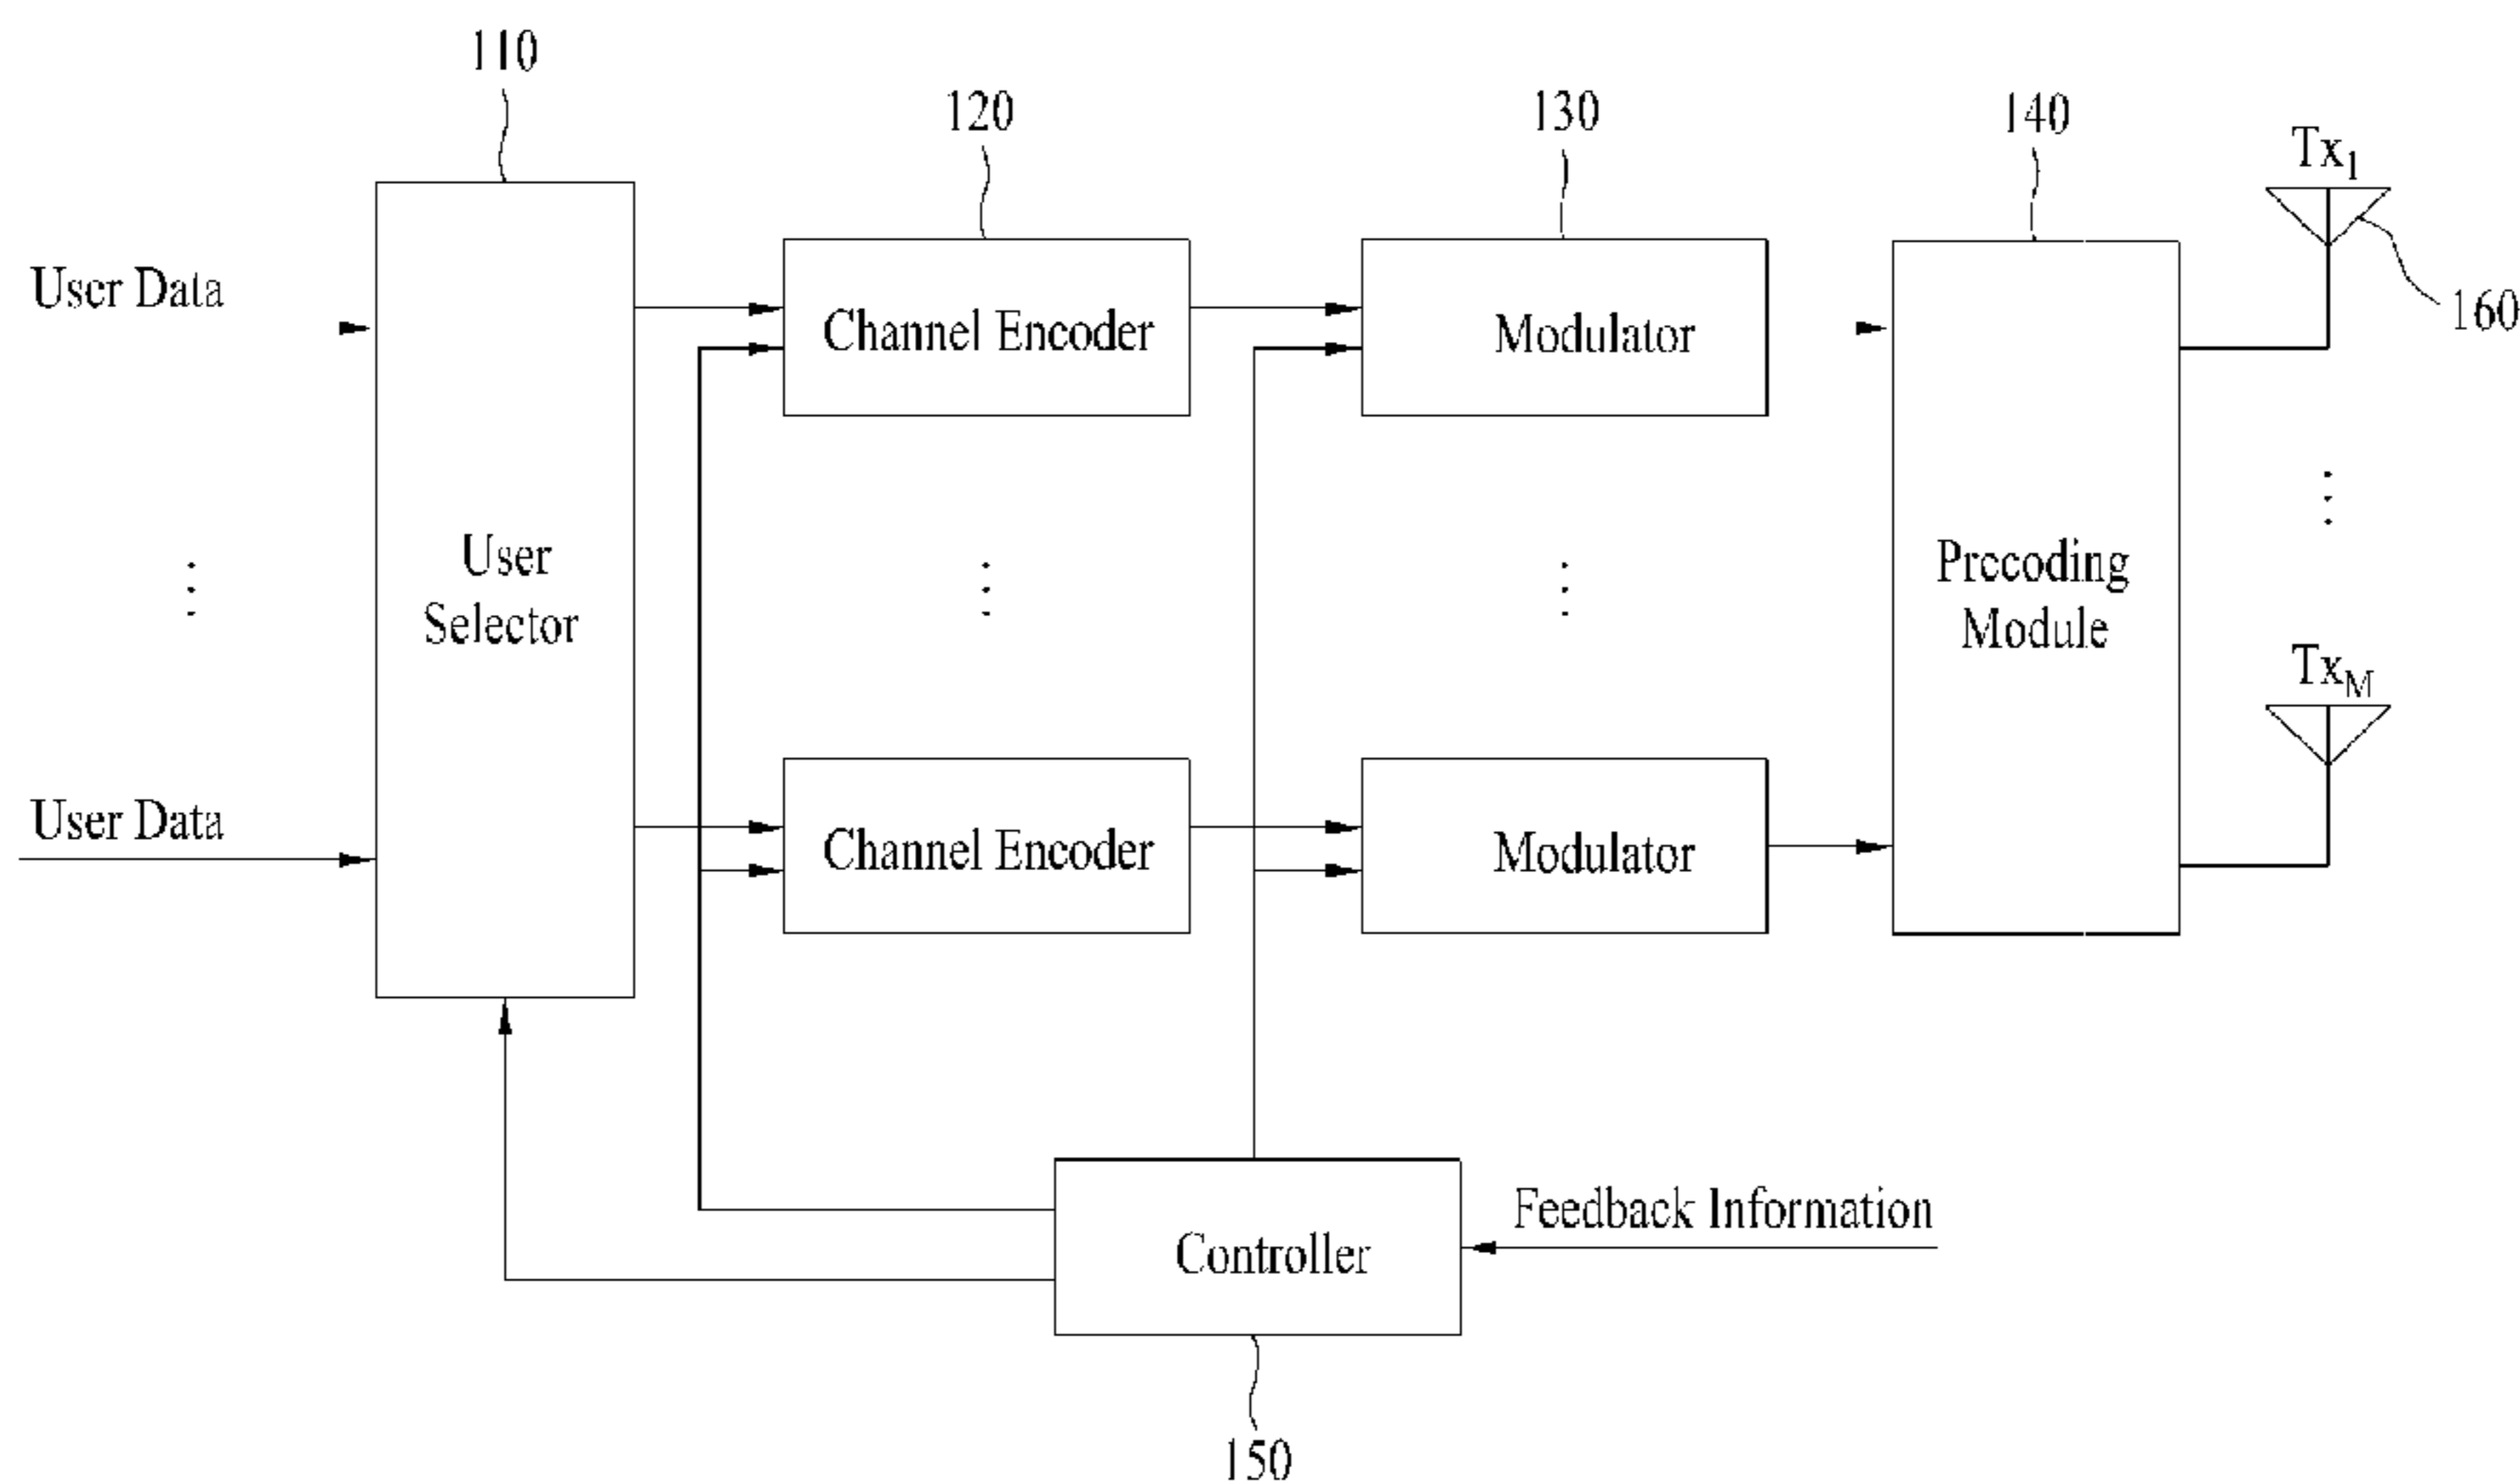 110
120
130
140
Tx1
160
User Data
Channel Encoder
Modulator
User
Selector
Precoding
Module
TxM
User Data
Channel Encoder
Modulator
Feedback Information
Controller
150